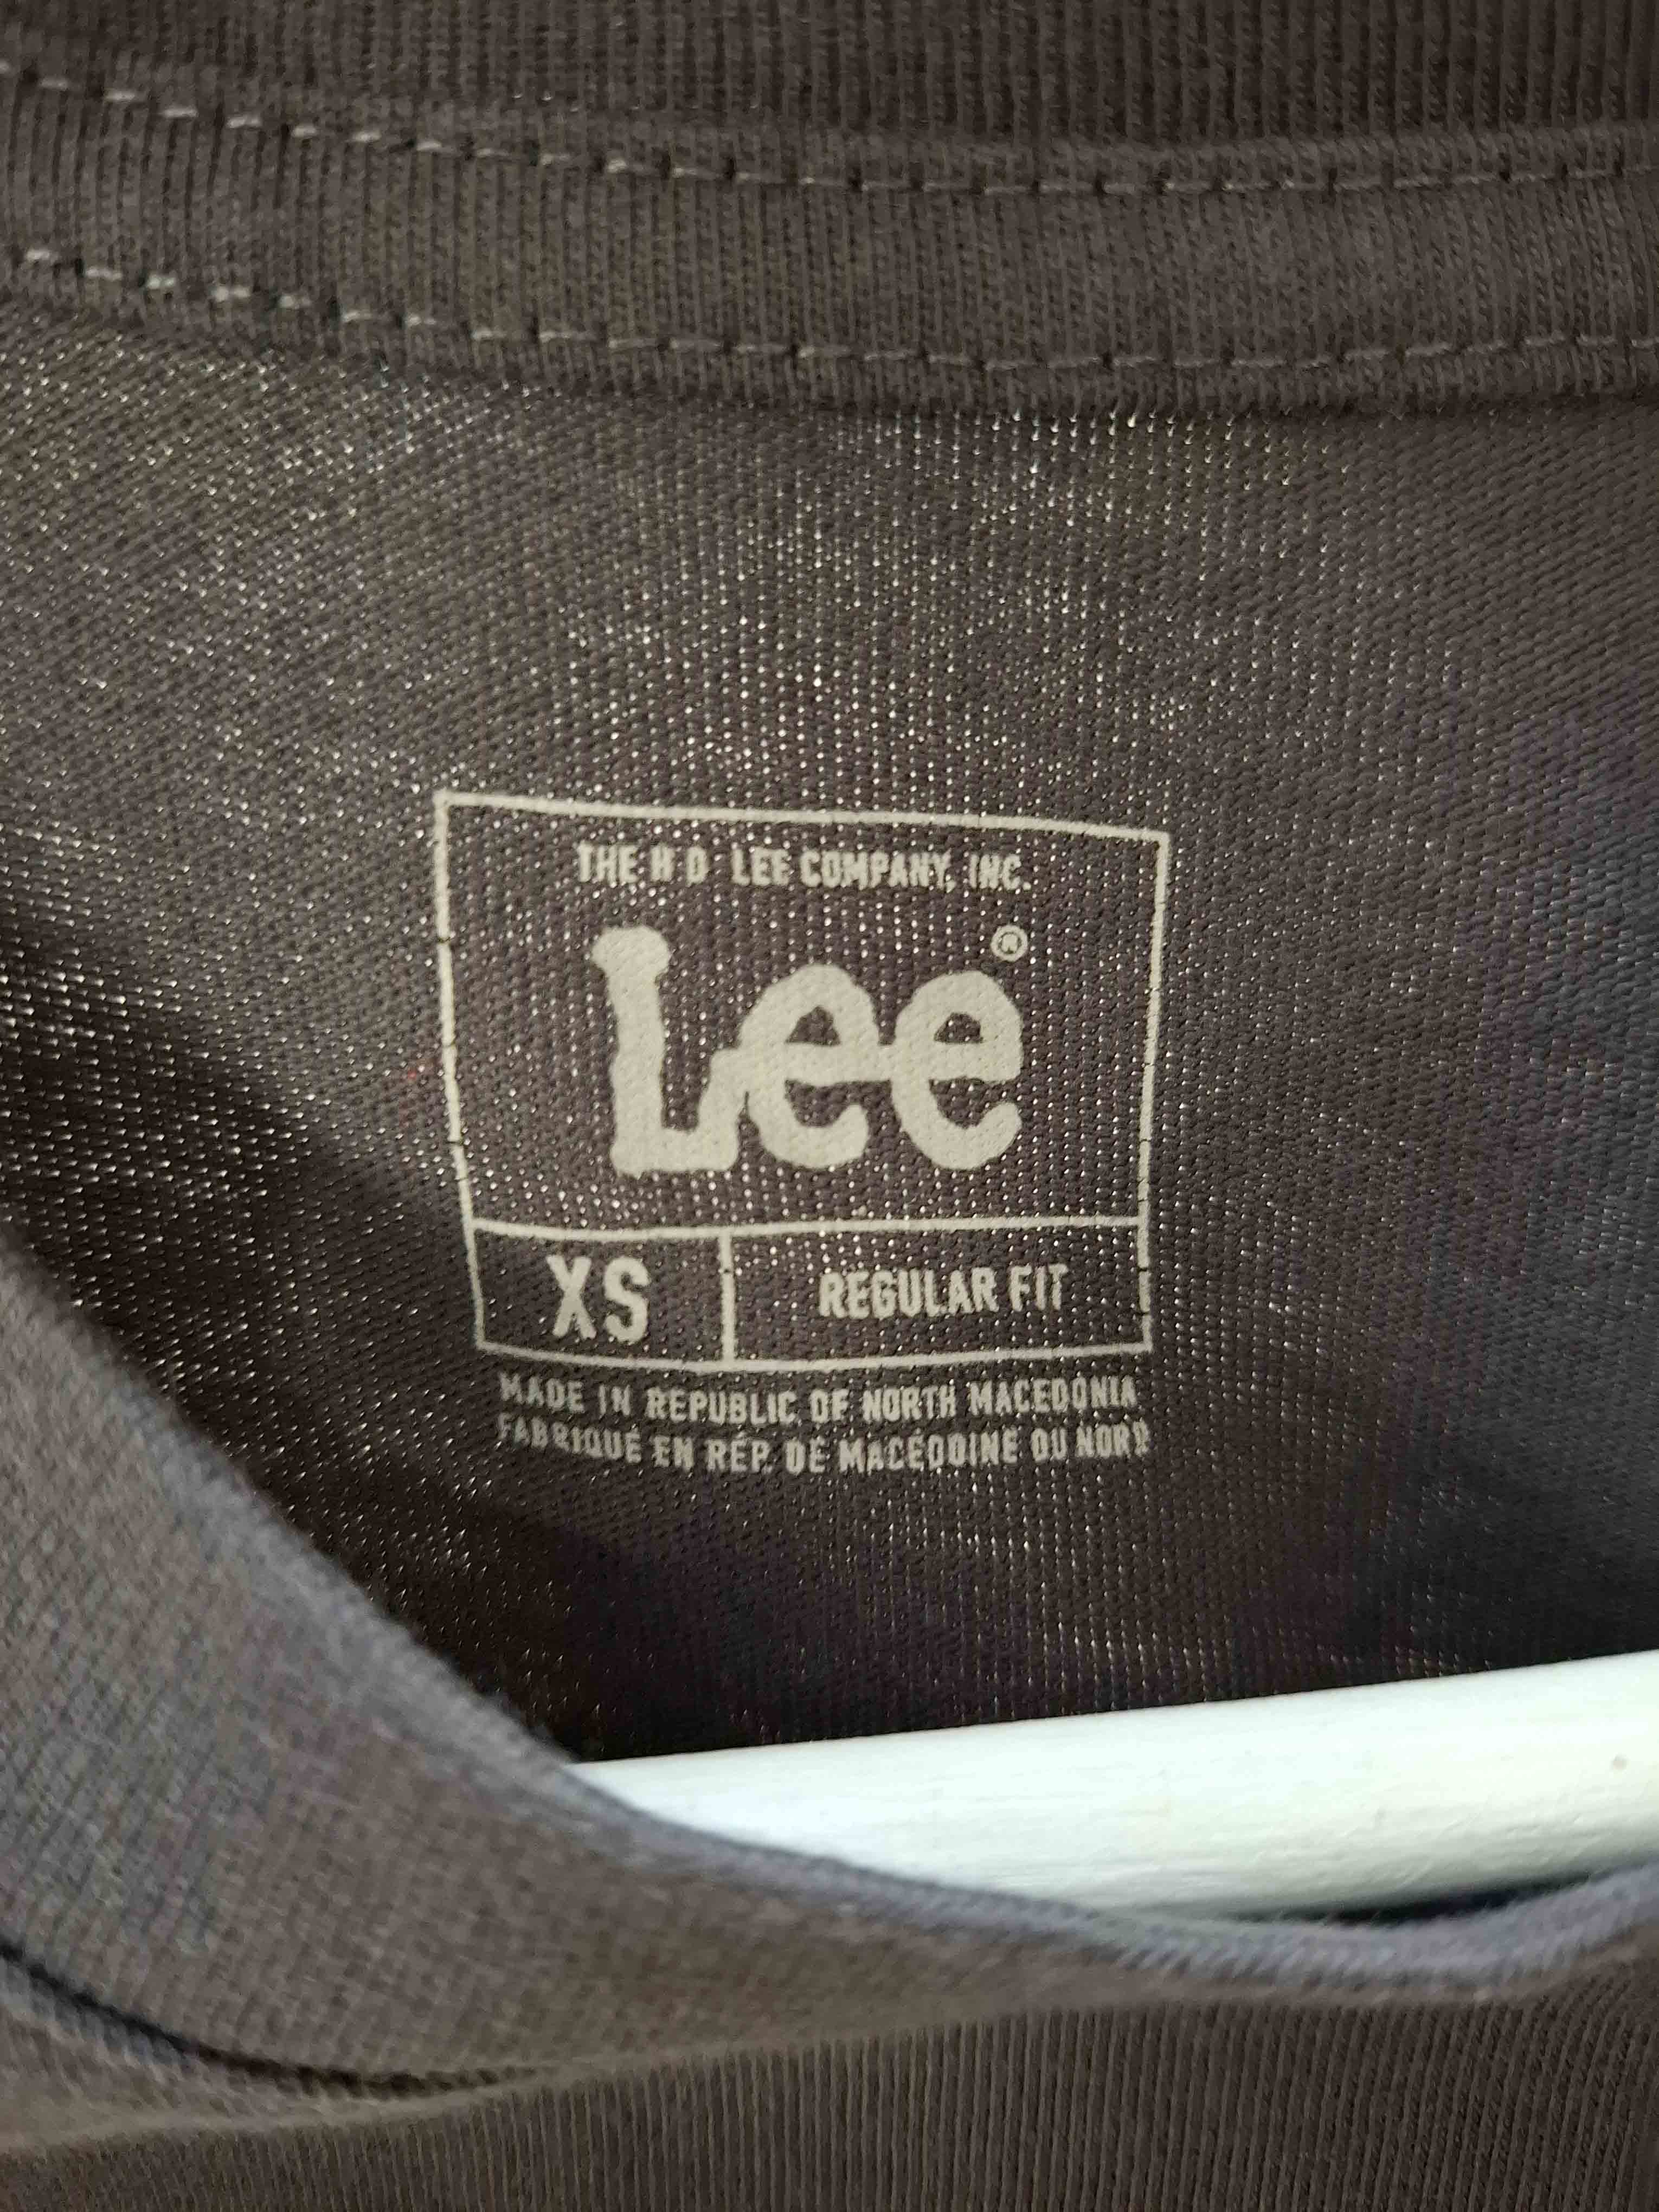 THE H D LEE COMPANY, INC.
Lee®
XS REGULAR FIT
MADE IN REPUBLIC OF NORTH MACEDONIA
FABRIQUÉ EN RÉP. DE MACÉDOINE DU NORD